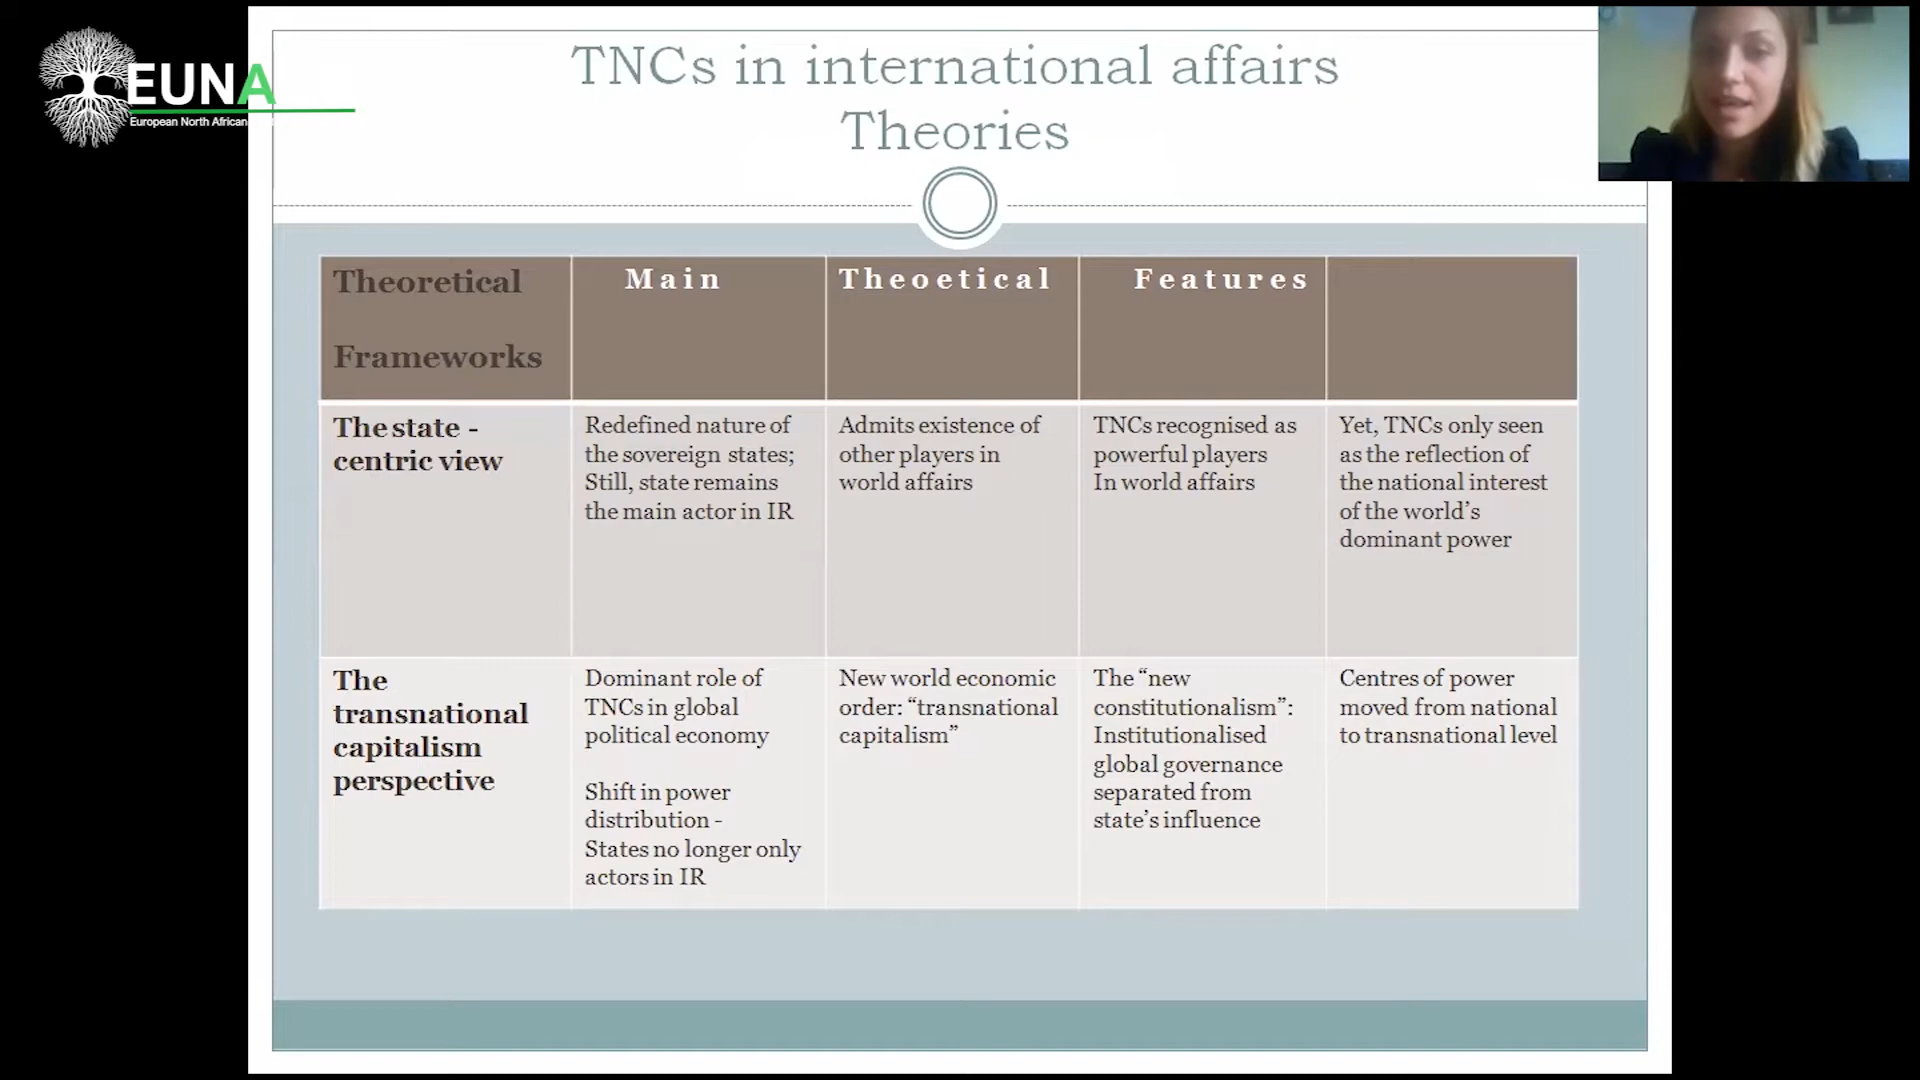 EUNA
European North African
TNCs in international affairs
Theories
Theoretical
Frameworks
Main
Theoetical
Features
The state -
centric view
Redefined nature of
the sovereign states;
Still, state remains
the main actor in IR
Admits existence of
other players in
world affairs
TNCs recognised as
powerful players
In world affairs
Yet, TNCs only seen
as the reflection of
the national interest
of the world’s
dominant power
The
transnational
capitalism
perspective
Dominant role of
TNCs in global
political economy
Shift in power
distribution -
States no longer only
actors in IR
New world economic
order: “transnational
capitalism”
The “new
constitutionalism”:
Institutionalised
global governance
separated from
state’s influence
Centres of power
moved from national
to transnational level